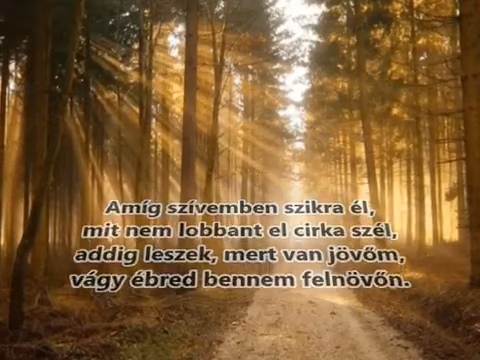 Amíg szívemben szikra él,
mit nem lobbant el cirka szél,
addig leszek, mert van jövőm,
vágy ébred bennem felnövőn.